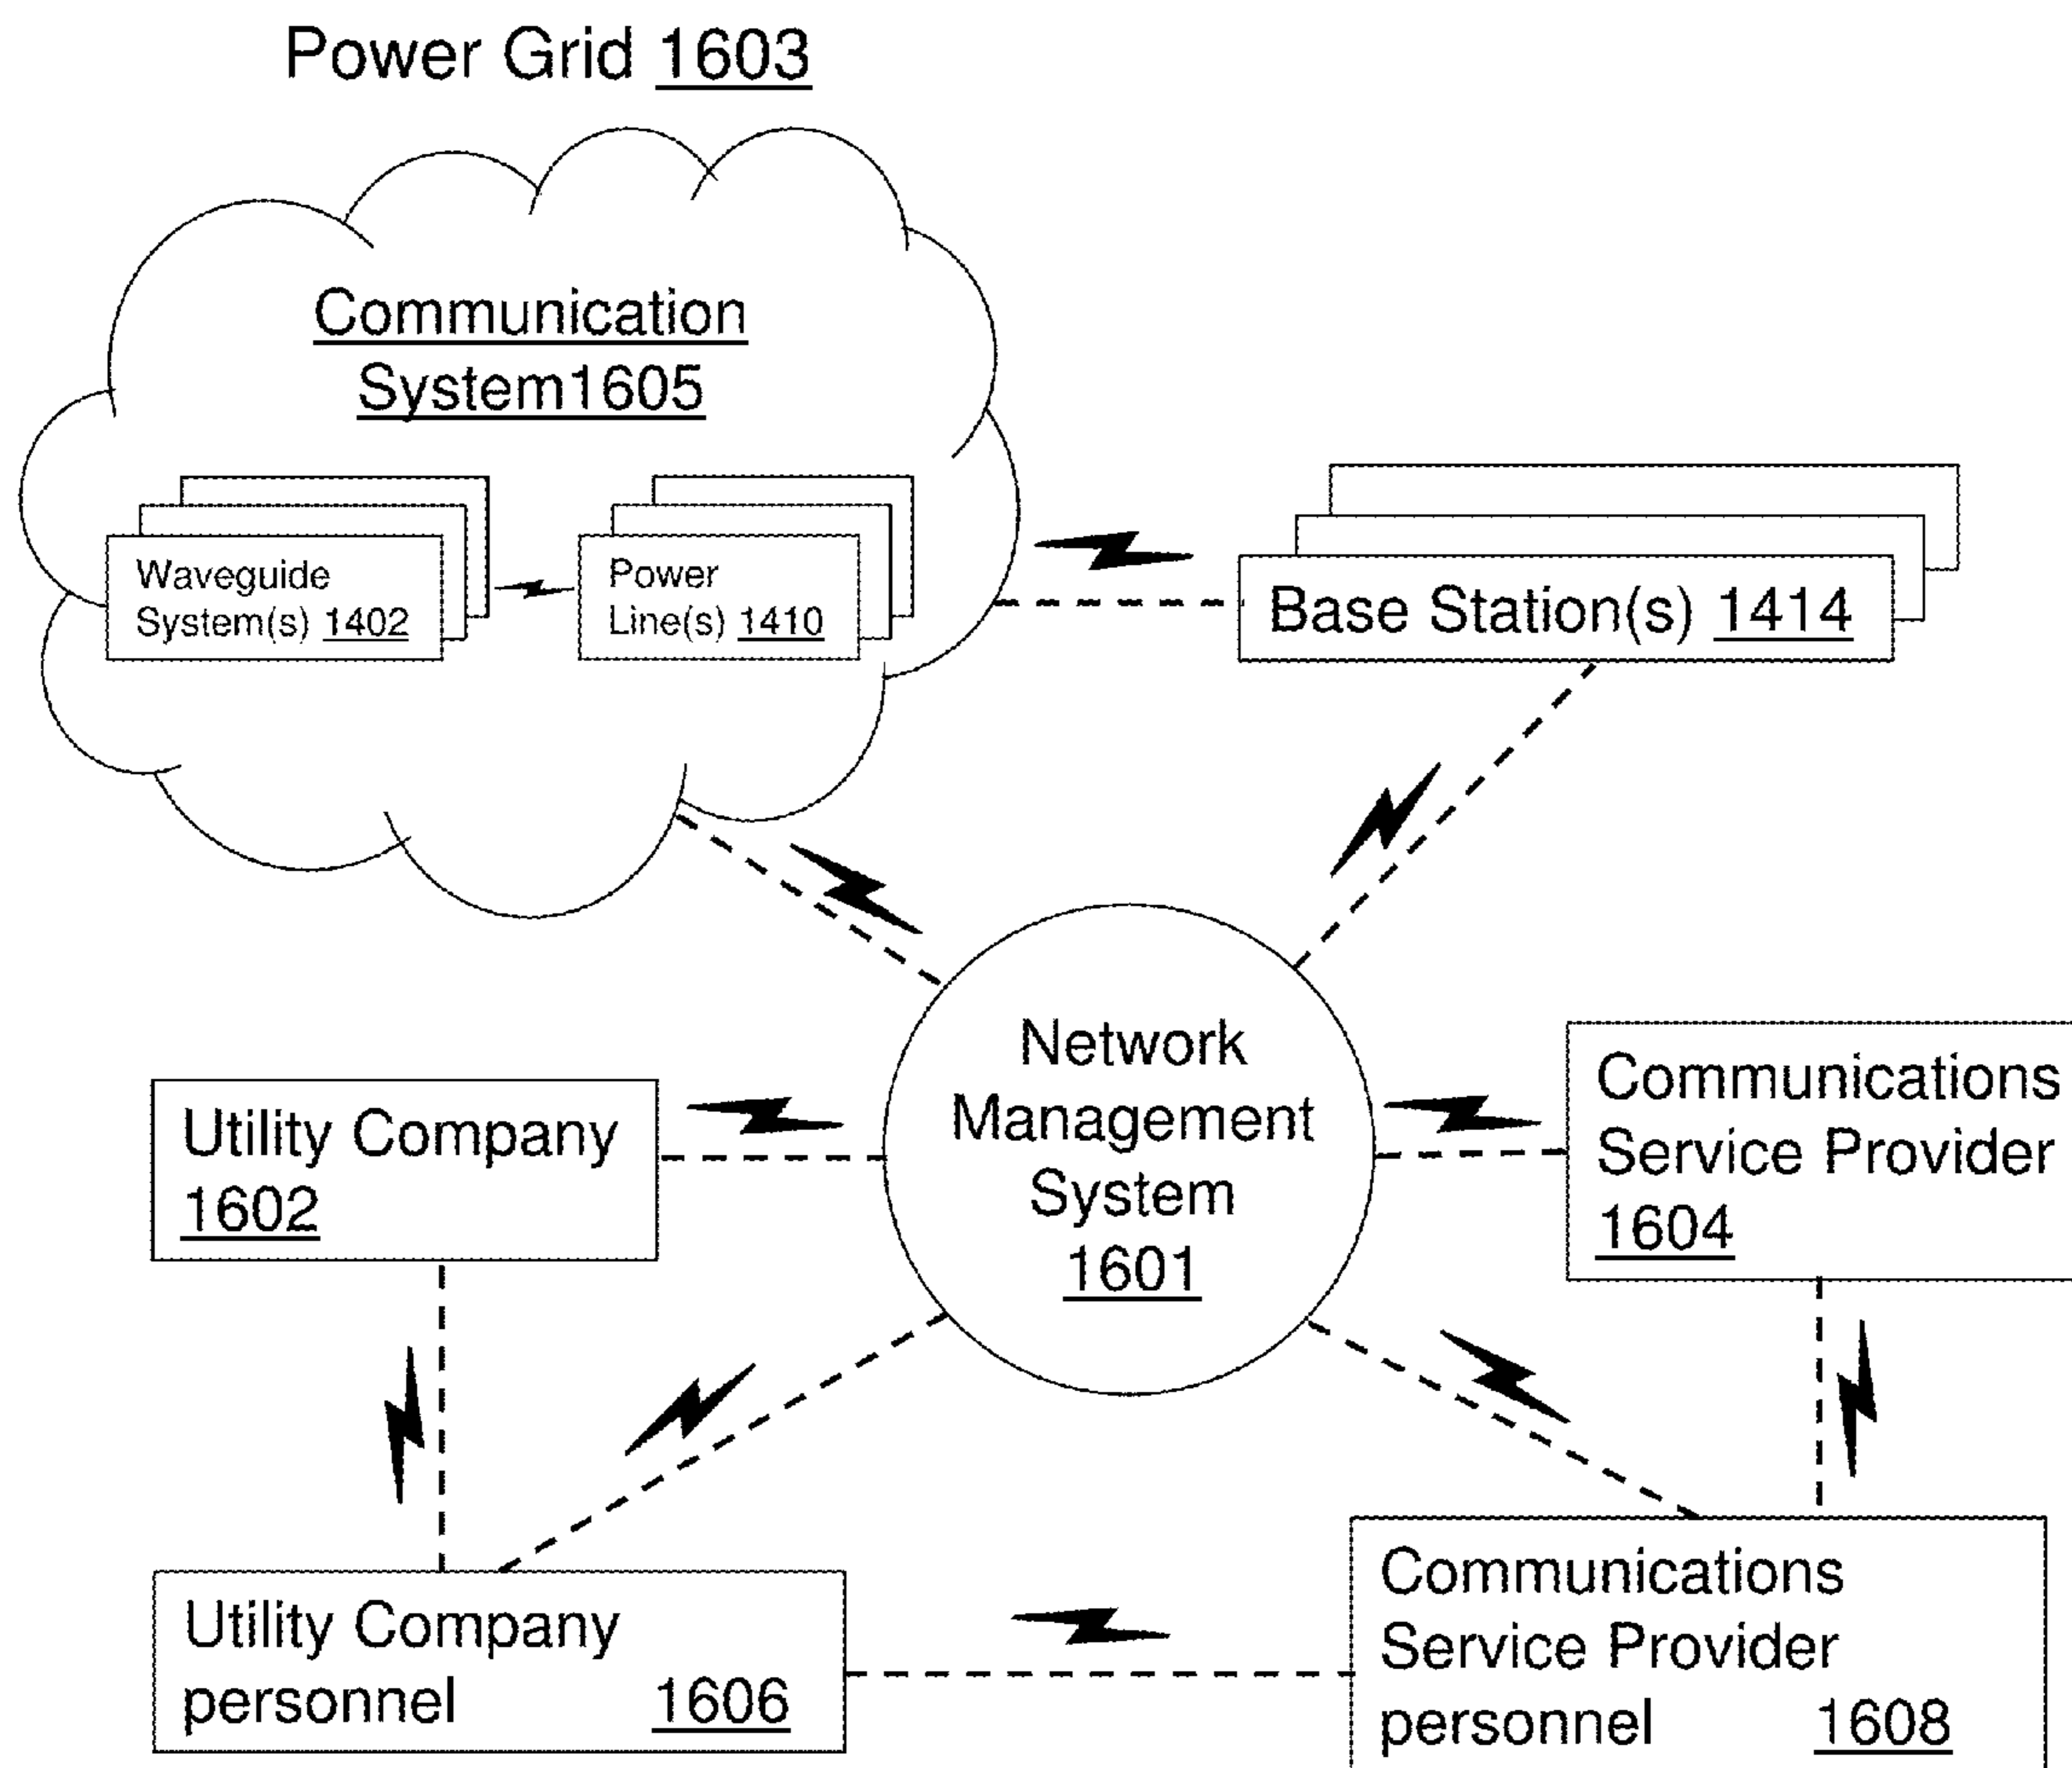 Power Grid 1603
Communication
System1605
Waveguide
System(s) 1402
Power
Line(s) 1410
Base Station(s) 1414
Network
Management
System
1601
Utility Company
1602
Communications
Service Provider
1604
Utility Company
personnel 1606
Communications
Service Provider
personnel 1608